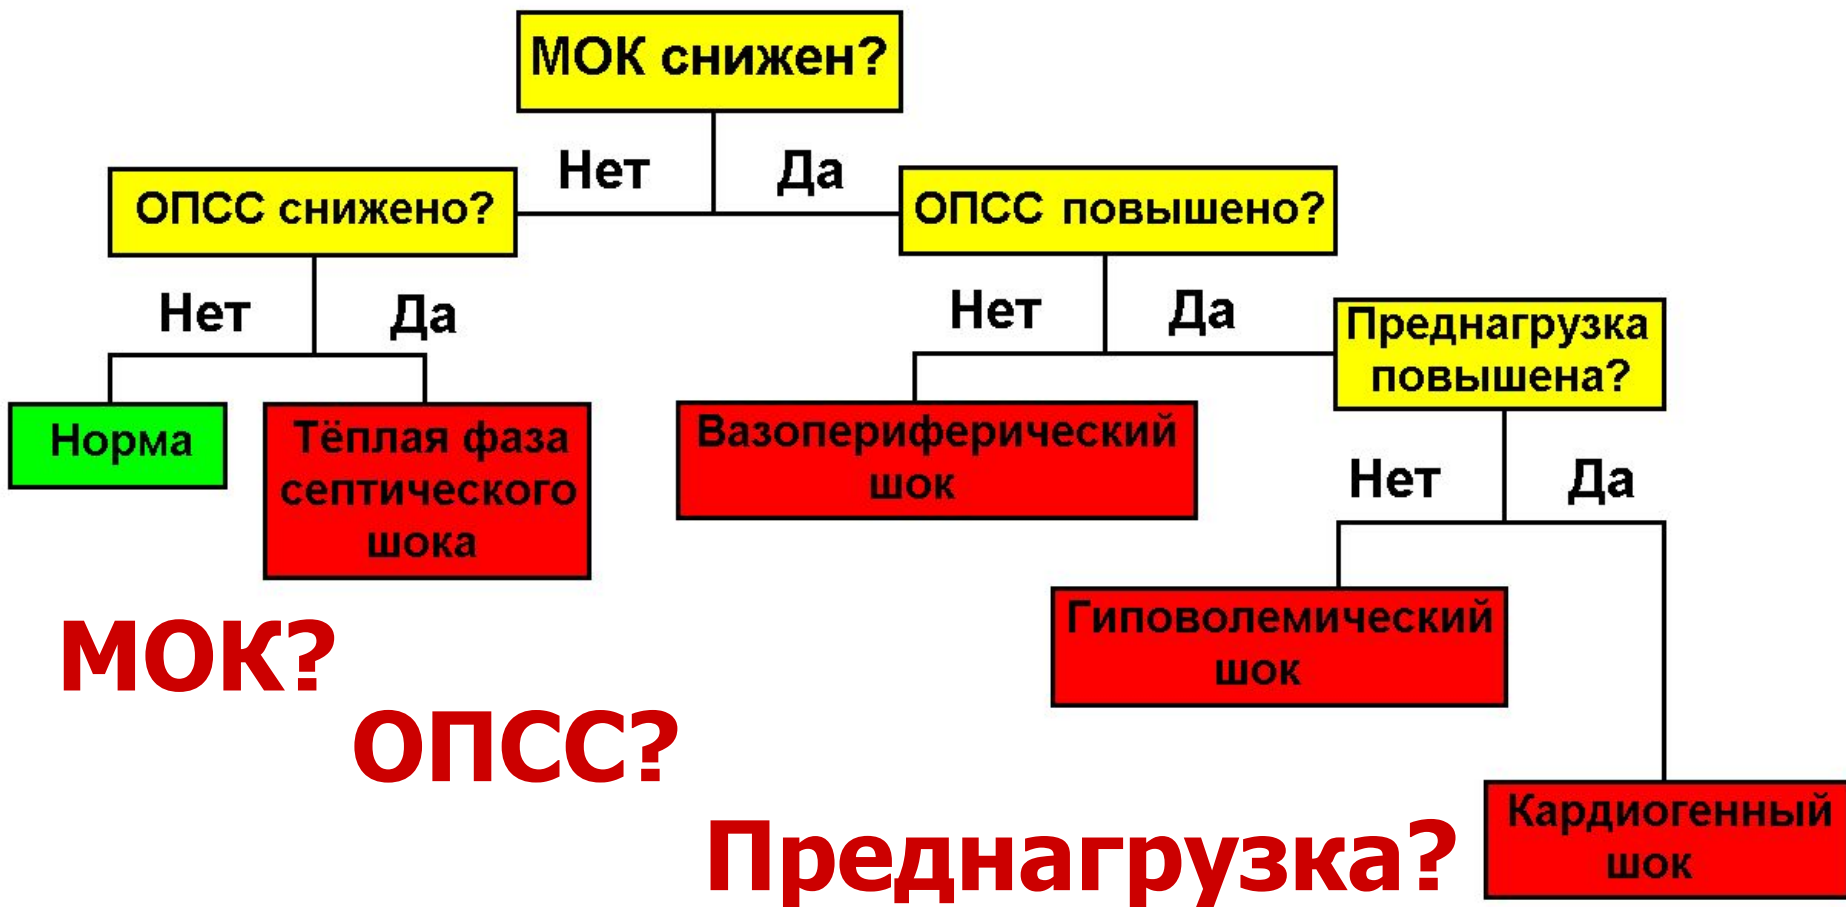 МОК снижен?
Нет
Да
ОПСС снижено?
ОПСС повышено?
Нет
Да
Нет
Да
Преднагрузка
повышена?
Норма
Тёплая фаза
септического
шока
Вазопериферический
шок
Нет
Да
Гиповолемический
шок
МОК?
ОПСС?
Преднагрузка?
Кардиогенный
шок